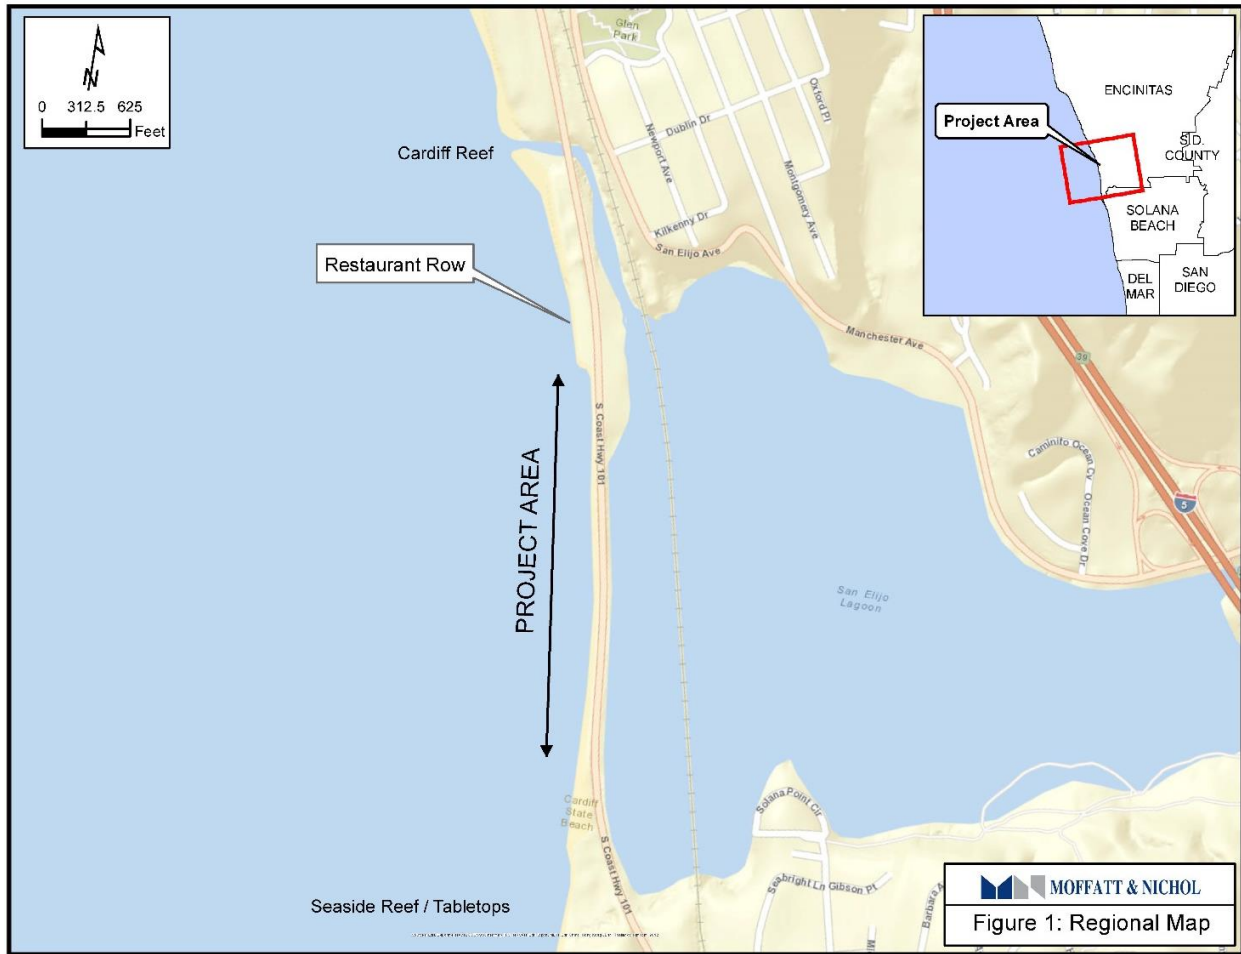 Glen
Park
N
0 312.5 625
Feet
Oxford Pl
Dublin Dr
Newport Ave
Montgomery Ave
Kilkenny Dr
San Elijo Ave
Cardiff Reef
Restaurant Row
ENCINITAS
Project Area
S.D.
COUNTY
SOLANA
BEACH
DEL
MAR
SAN
DIEGO
Manchester Ave
39
S Coast Hwy 101
PROJECT AREA
Caminito Ocean Cv
Ocean Cove Dr
5
San Elijo
Lagoon
Cardiff
State
Beach
Solana Point Cir
S Coast Hwy 101
Seabright Ln
Gibson Pt
Barbara A
Seaside Reef / Tabletops
MOFFATT & NICHOL
Figure 1: Regional Map